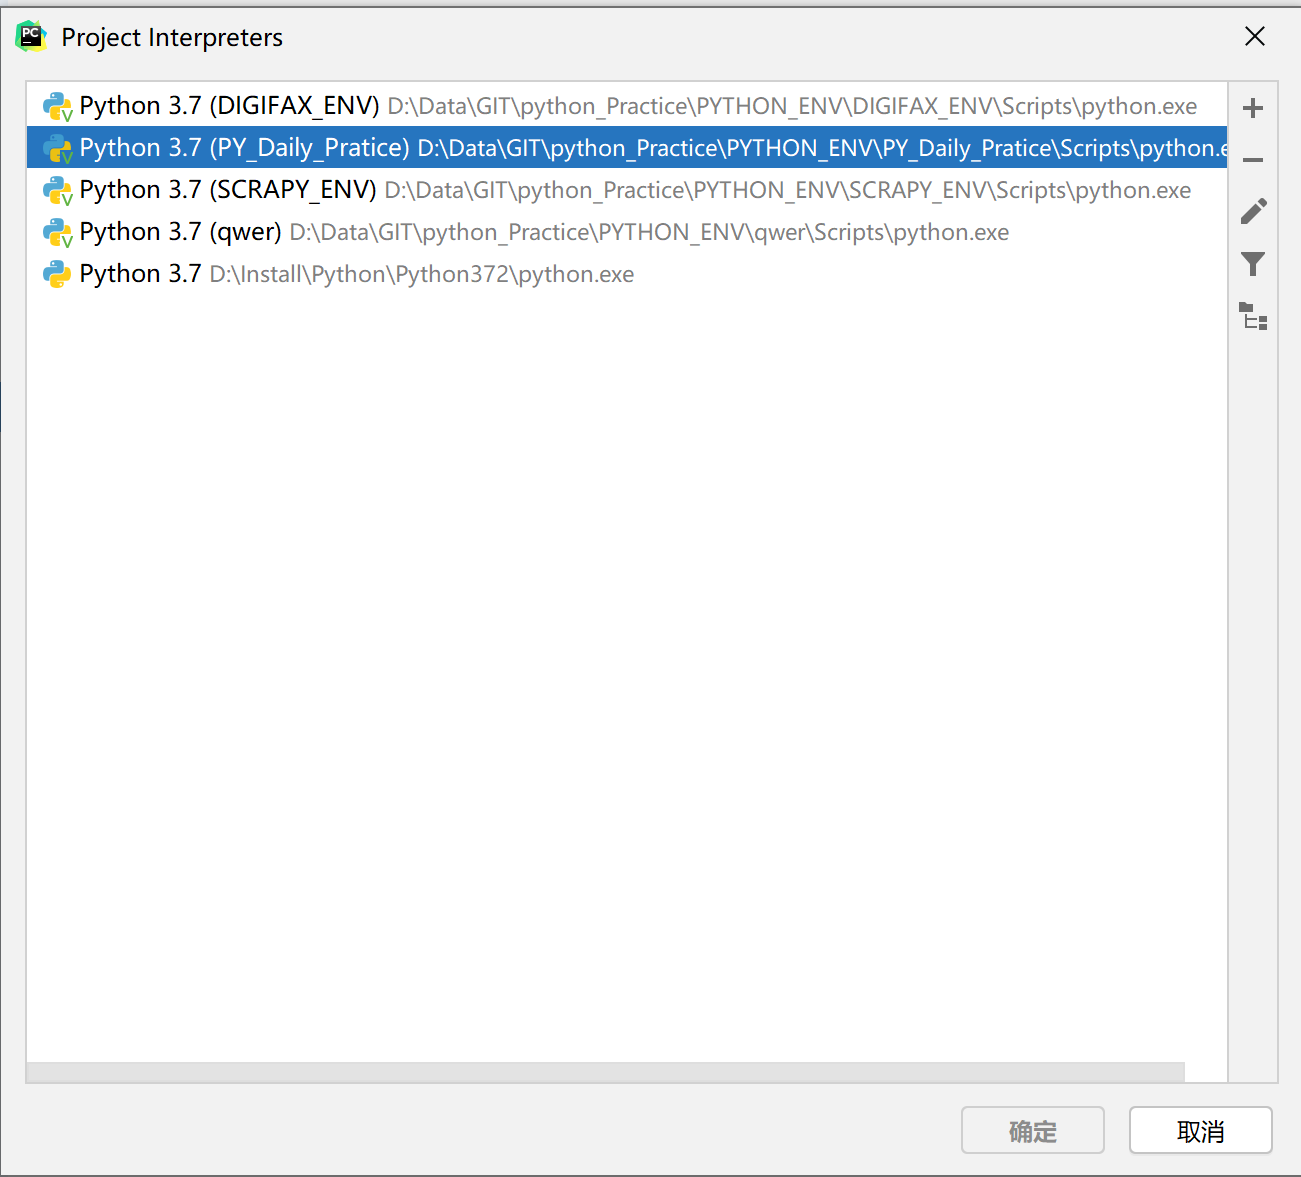 PC Project Interpreters
Python 3.7 (DIGIFAX_ENV) D:\Data\GIT\python_Practice\PYTHON_ENV\DIGIFAX_ENV\Scripts\python.exe
Python 3.7 (PY_Daily_Pratice) D:\Data\GIT\python_Practice\PYTHON_ENV\PY_Daily_Pratice\Scripts\python.e
Python 3.7 (SCRAPY_ENV) D:\Data\GIT\python_Practice\PYTHON_ENV\SCRAPY_ENV\Scripts\python.exe
Python 3.7 (qwer) D:\Data\GIT\python_Practice\PYTHON_ENV\qwer\Scripts\python.exe
Python 3.7 D:\Install\Python\Python372\python.exe
确定 取消